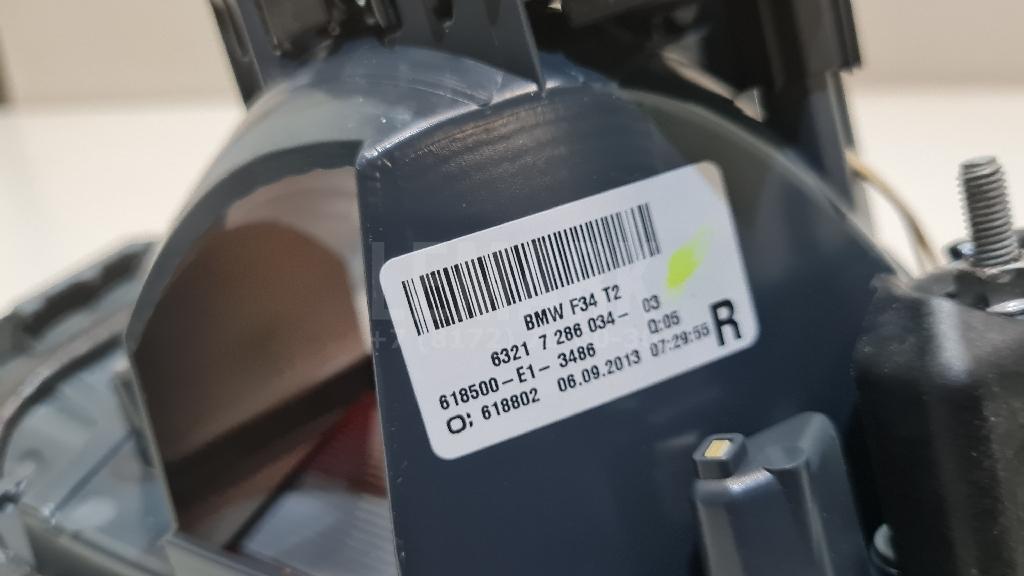 BMW F34 T2
6321 7 286 034- 03
618500-E1- 3486 Q:05
O; 618802 06.09.2013 07:29:55
R